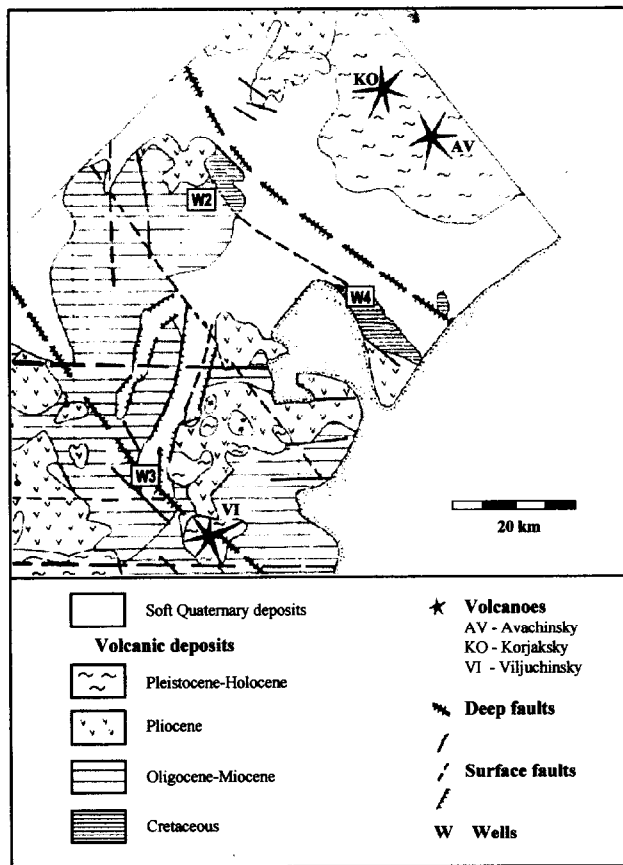 KO
AV
W2
W4
W3
VI
20 km
Soft Quaternary deposits
Volcanic deposits
Pleistocene-Holocene
Pliocene
Oligocene-Miocene
Cretaceous
Volcanoes
AV - Avachinsky
KO - Korjaksky
VI - Viljuchinsky
Deep faults
Surface faults
W Wells